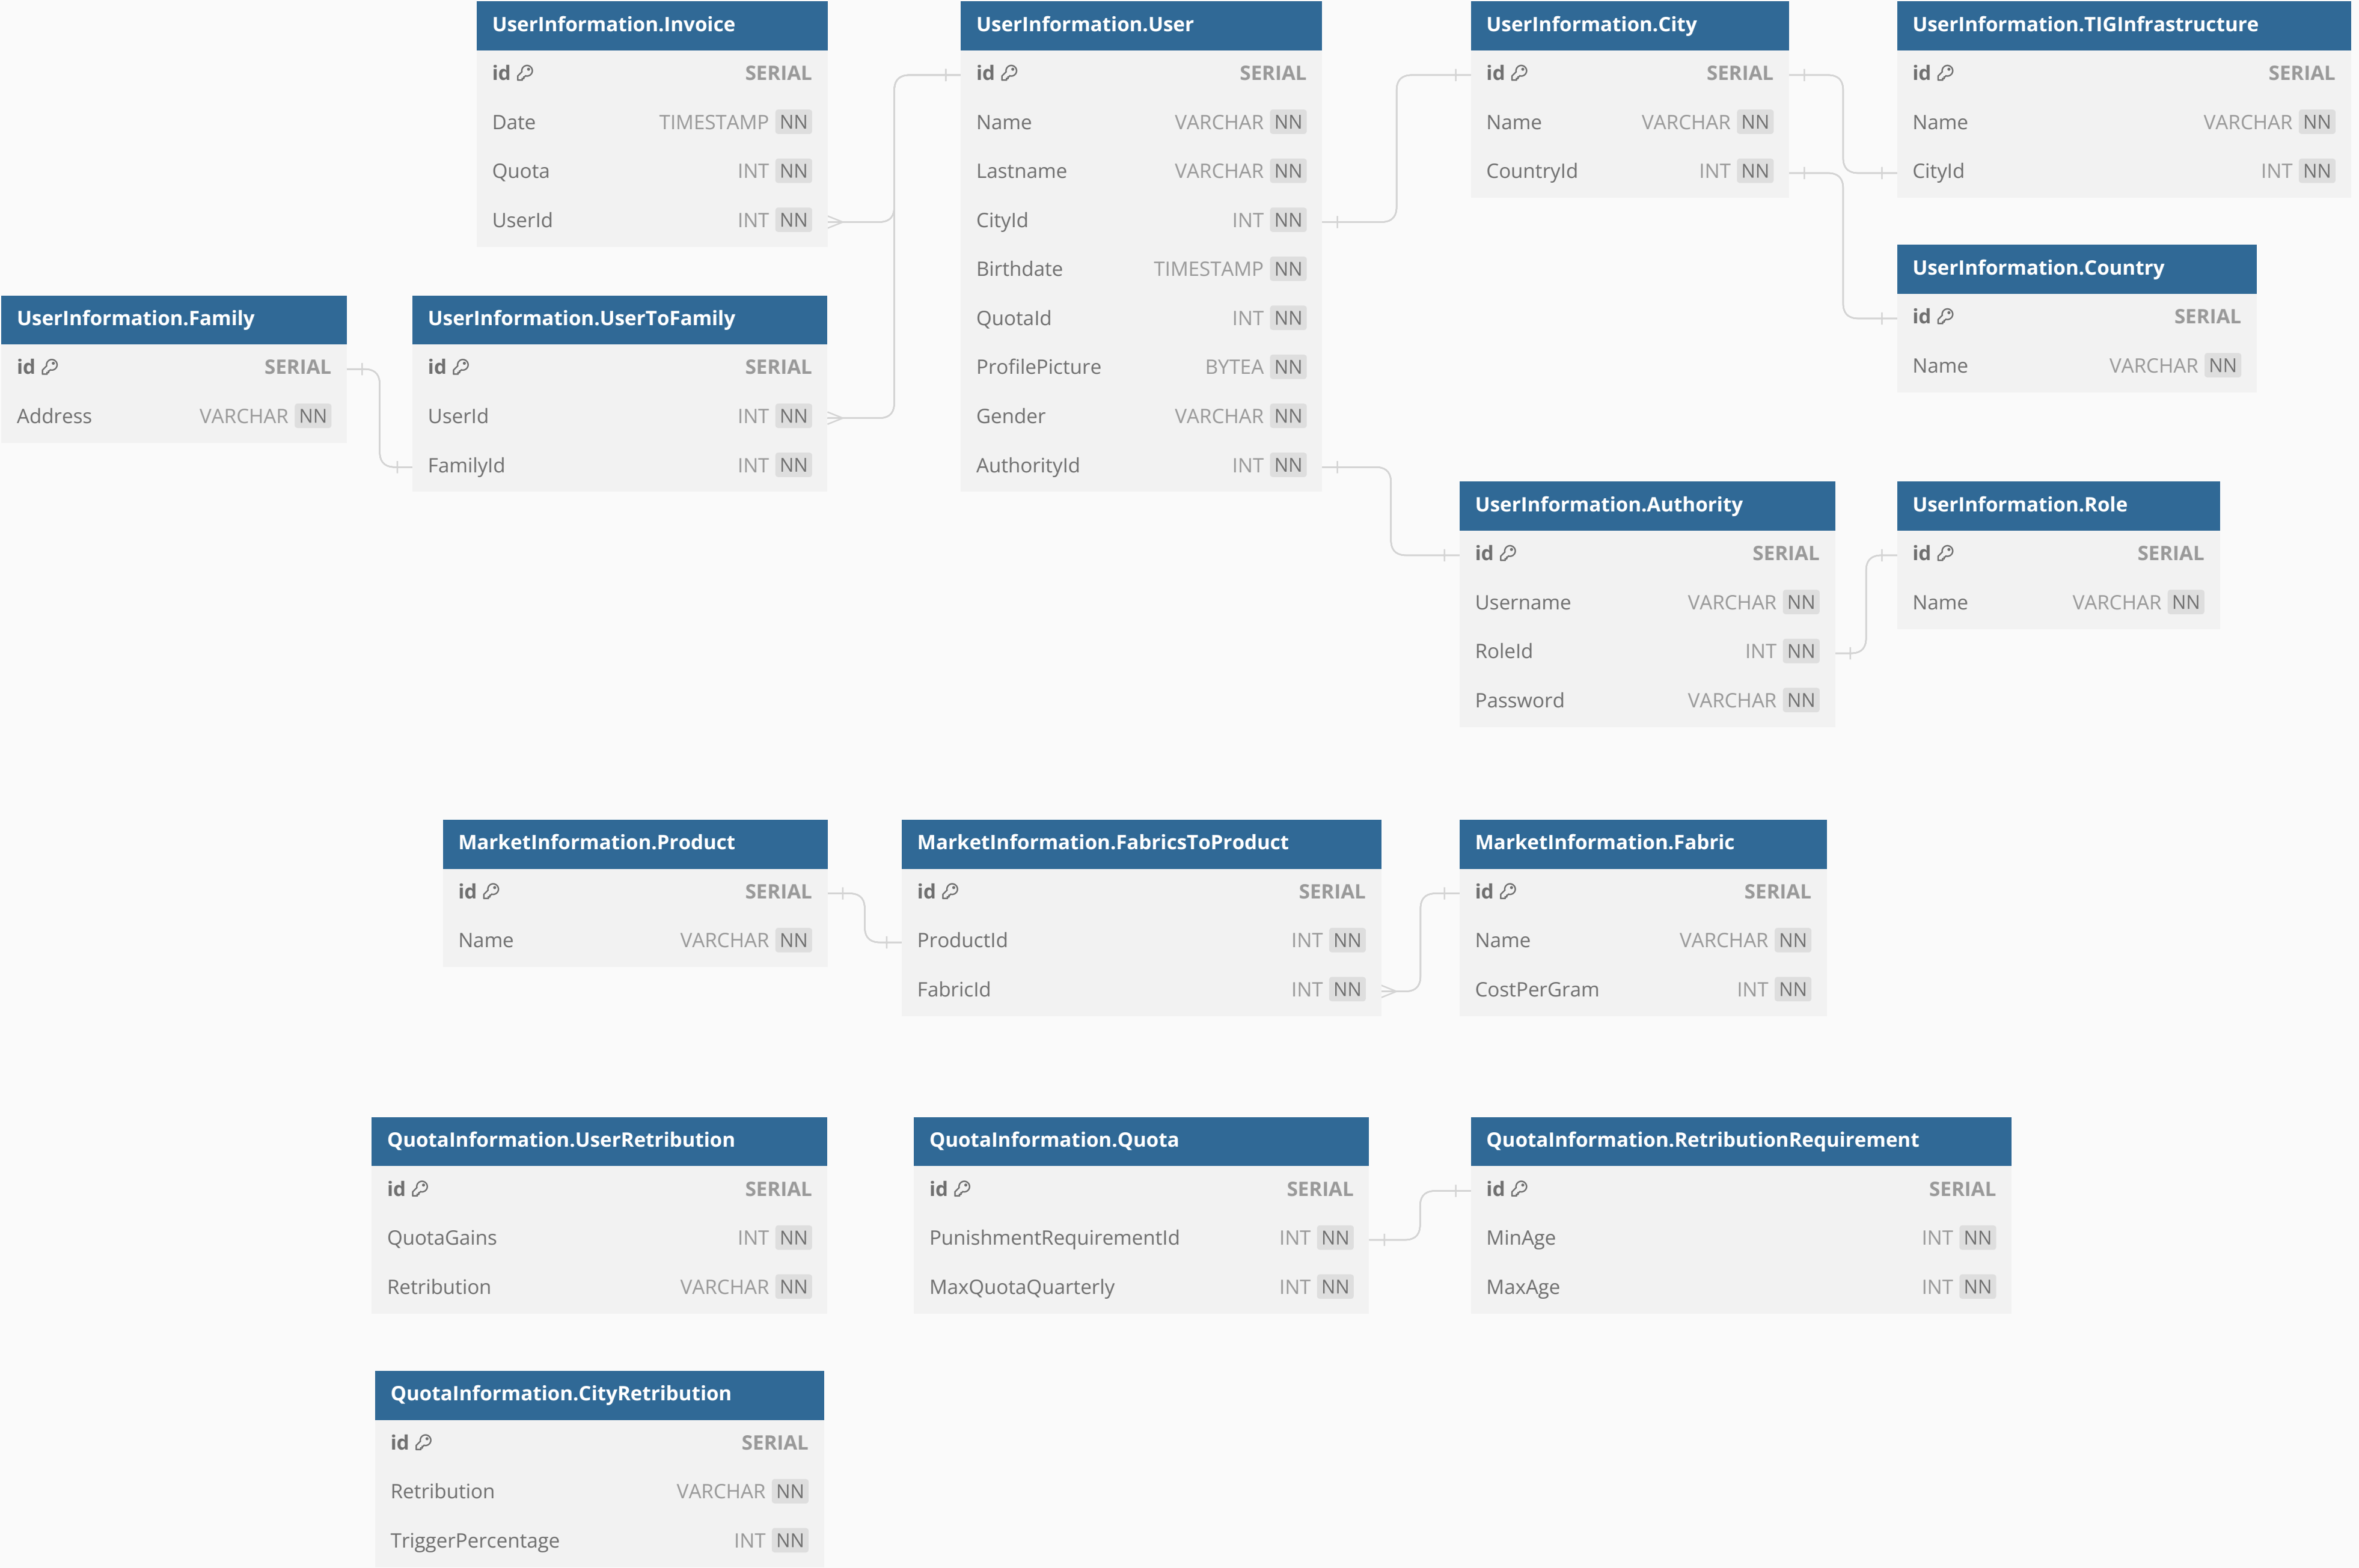 UserInformation.Invoice
id SERIAL
Date TIMESTAMP NN
Quota INT NN
UserId INT NN
UserInformation.User
id SERIAL
Name VARCHAR NN
Lastname VARCHAR NN
CityId INT NN
Birthdate TIMESTAMP NN
QuotaId INT NN
ProfilePicture BYTEA NN
Gender VARCHAR NN
AuthorityId INT NN
UserInformation.City
id SERIAL
Name VARCHAR NN
CountryId INT NN
UserInformation.TIGInfrastructure
id SERIAL
Name VARCHAR NN
CityId INT NN
UserInformation.Country
id SERIAL
Name VARCHAR NN
UserInformation.Family
id SERIAL
Address VARCHAR NN
UserInformation.UserToFamily
id SERIAL
UserId INT NN
FamilyId INT NN
UserInformation.Authority
id SERIAL
Username VARCHAR NN
RoleId INT NN
Password VARCHAR NN
UserInformation.Role
id SERIAL
Name VARCHAR NN
MarketInformation.Product
id SERIAL
Name VARCHAR NN
MarketInformation.FabricsToProduct
id SERIAL
ProductId INT NN
FabricId INT NN
MarketInformation.Fabric
id SERIAL
Name VARCHAR NN
CostPerGram INT NN
QuotaInformation.UserRetribution
id SERIAL
QuotaGains INT NN
Retribution VARCHAR NN
QuotaInformation.Quota
id SERIAL
PunishmentRequirementId INT NN
MaxQuotaQuarterly INT NN
QuotaInformation.RetributionRequirement
id SERIAL
MinAge INT NN
MaxAge INT NN
QuotaInformation.CityRetribution
id SERIAL
Retribution VARCHAR NN
TriggerPercentage INT NN